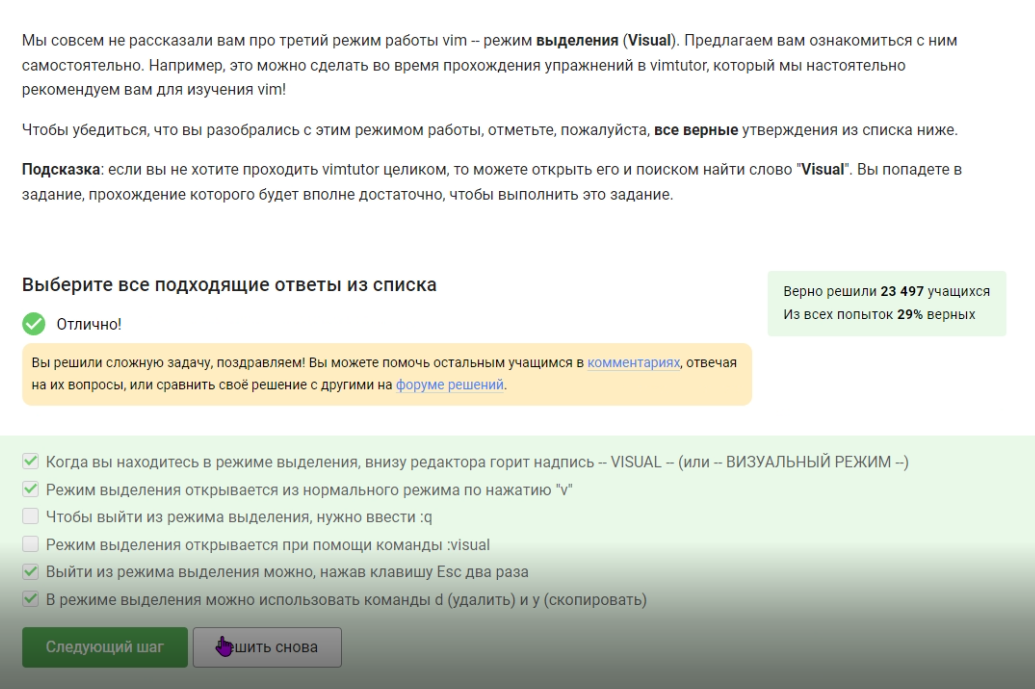 Мы совсем не рассказали вам про третий режим работы vim -- режим выделения (Visual). Предлагаем вам ознакомиться с ним
самостоятельно. Например, это можно сделать во время прохождения упражнений в vimtutor, который мы настоятельно
рекомендуем вам для изучения vim!
Чтобы убедиться, что вы разобрались с этим режимом работы, отметьте, пожалуйста, все верные утверждения из списка ниже.
Подсказка: если вы не хотите проходить vimtutor целиком, то можете открыть его и поиском найти слово "Visual". Вы попадете в
задание, прохождение которого будет вполне достаточно, чтобы выполнить это задание.
Выберите все подходящие ответы из списка
Верно решили 23 497 учащихся
Из всех попыток 29% верных
Отлично!
Вы решили сложную задачу, поздравляем! Вы можете помочь остальным учащимся в комментариях, отвечая
на их вопросы, или сравнить своё решение с другими на форуме решений.
Когда вы находитесь в режиме выделения, внизу редактора горит надпись -- VISUAL -- (или -- ВИЗУАЛЬНЫЙ РЕЖИМ --)
Режим выделения открывается из нормального режима по нажатию "v"
Чтобы выйти из режима выделения, нужно ввести :q
Режим выделения открывается при помощи команды :visual
Выйти из режима выделения можно, нажав клавишу Esc два раза
В режиме выделения можно использовать команды d (удалить) и y (скопировать)
Следующий шаг
снова